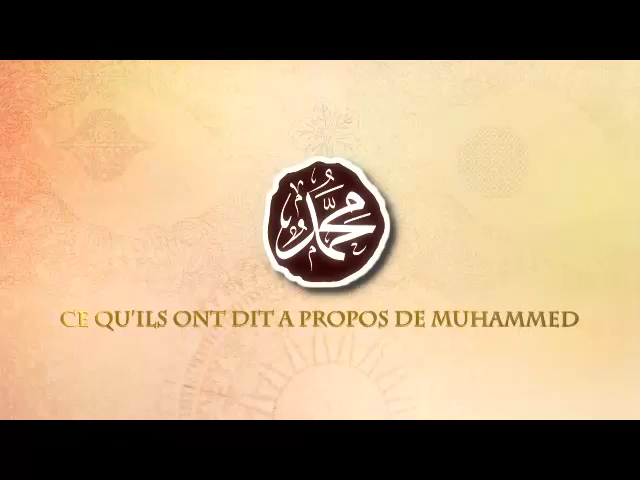 محمد
CE QU'ILS ONT DIT A PROPOS DE MUHAMMED